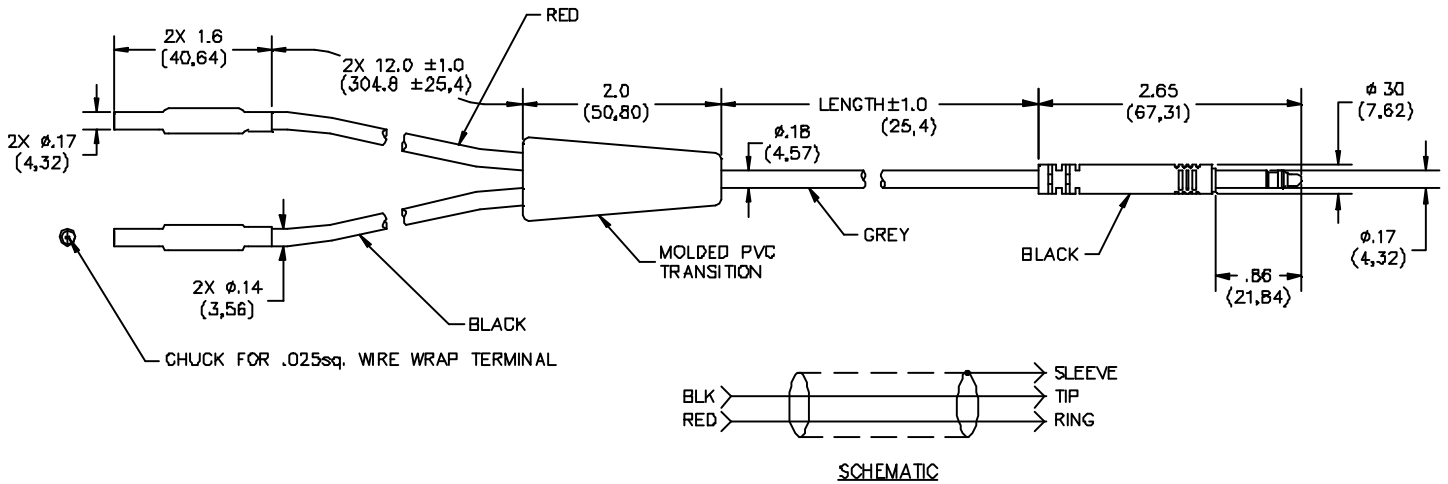 RED
2X 1.6
(40,64)
2X 12.0 ±1.0
(304.8 ±25,4)
2.0
(50,80)
LENGTH±1.0
(25,4)
2.65
(67,31)
ø 30
(7,62)
2X ø.17
(4,32)
ø.18
(4,57)
GREY
BLACK
ø.17
(4,32)
.86
(21,84)
MOLDED PVC
TRANSITION
2X ø.14
(3,56)
BLACK
CHUCK FOR .025sq. WIRE WRAP TERMINAL
SLEEVE
BLK
TIP
RED
RING
SCHEMATIC